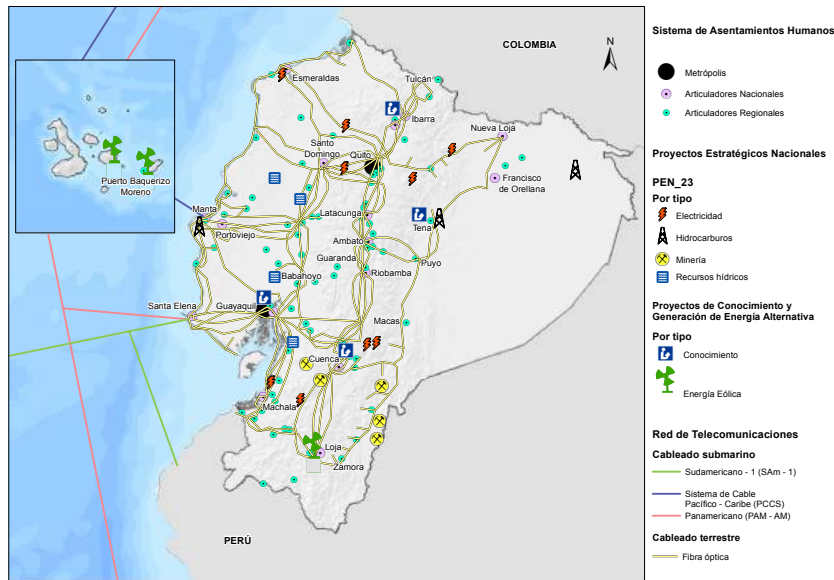 COLOMBIA
N
Esmeraldas
Tulcán
Ibarra
Nueva Loja
Santo
Domingo
Quito
Francisco
de Orellana
Puerto Baquerizo
Moreno
Manta
Portoviejo
Latacunga
Tena
Ambato
Guaranda
Puyo
Babahoyo
Riobamba
Santa Elena
Guayaquil
Macas
Cuenca
Machala
Loja
Zamora
PERÚ
Sistema de Asentamientos Humanos
Metrópolis
Articuladores Nacionales
Articuladores Regionales
Proyectos Estratégicos Nacionales
PEN_23
Por tipo
Electricidad
Hidrocarburos
Minería
Recursos hídricos
Proyectos de Conocimiento y
Generación de Energía Alternativa
Por tipo
Conocimiento
Energía Eólica
Red de Telecomunicaciones
Cableado submarino
Sudamericano - 1 (SAm - 1)
Sistema de Cable
Pacífico - Caribe (PCCS)
Panamericano (PAM - AM)
Cableado terrestre
Fibra óptica